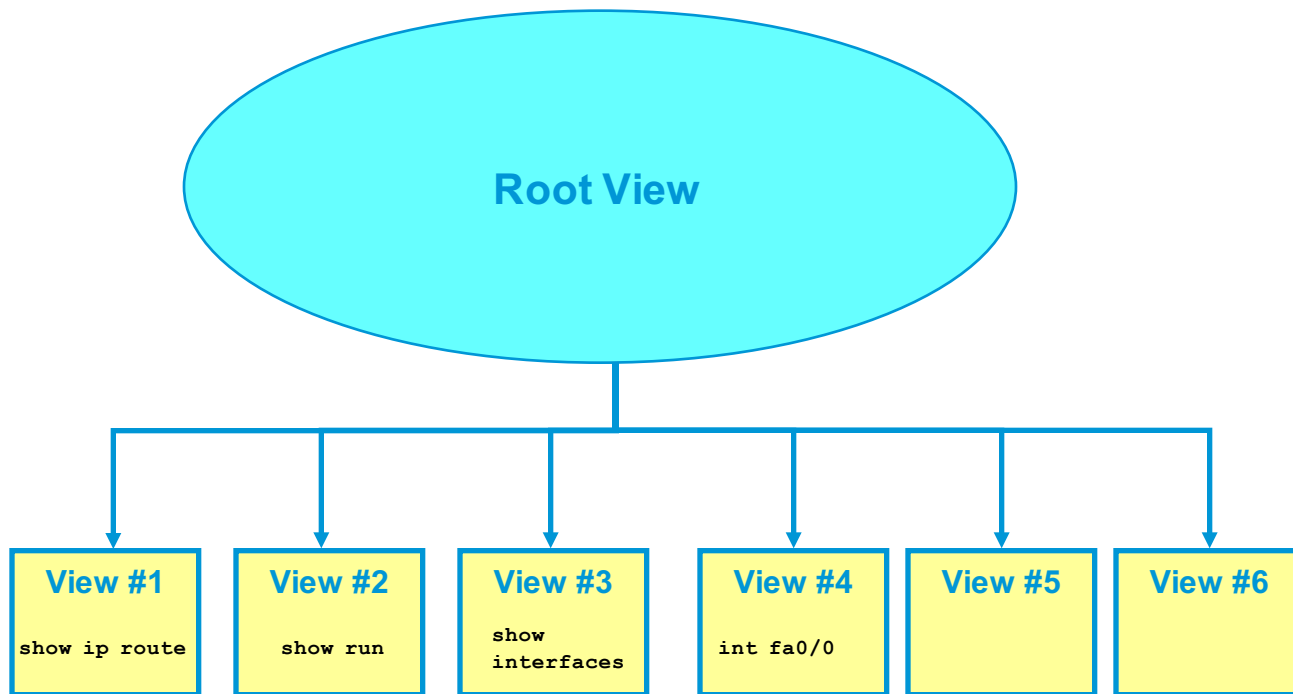 Root View
View #1
View #2
View #3
View #4
View #5
View #6
show ip route
show run
show
interfaces
int fa0/0